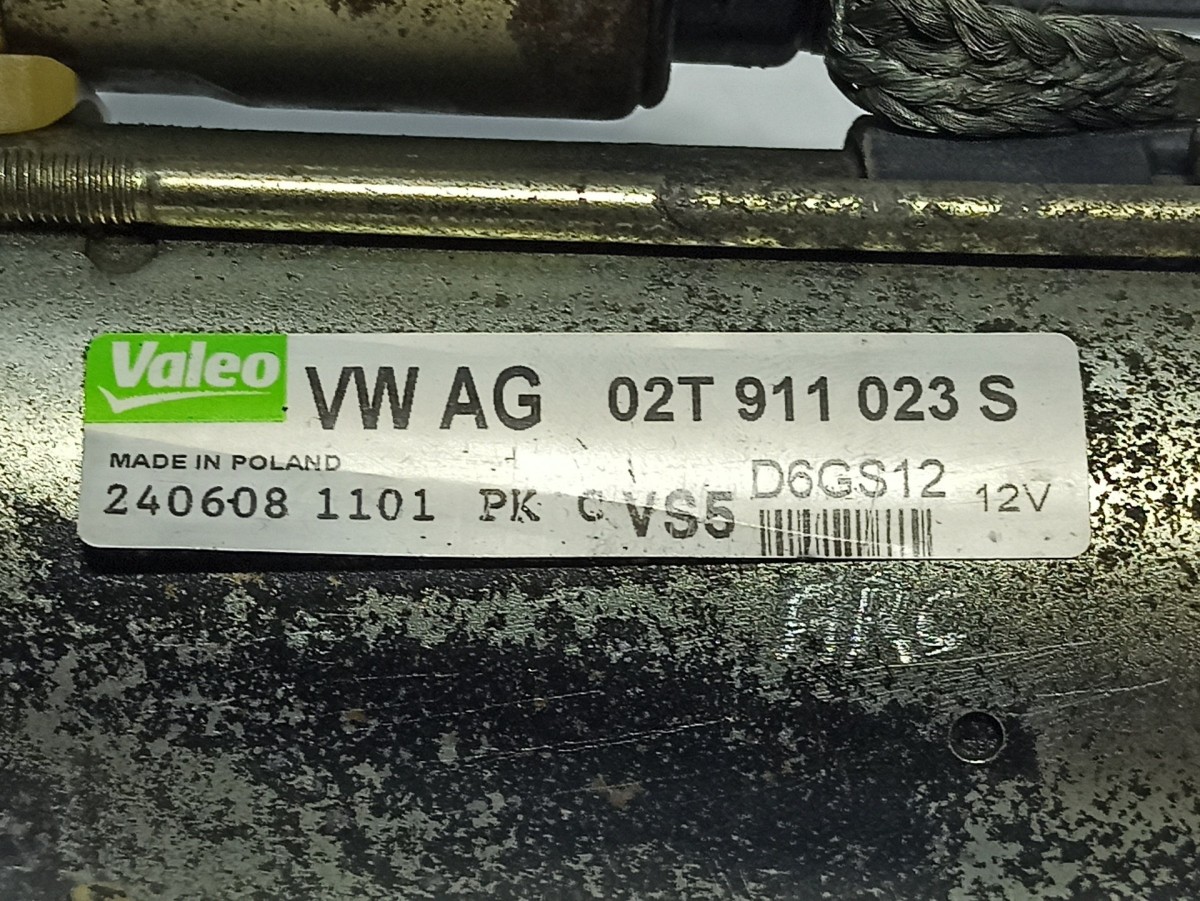 Valeo VW AG 02T 911 023 S
MADE IN POLAND
240608 1101 PK C VS5 D6GS12 12V